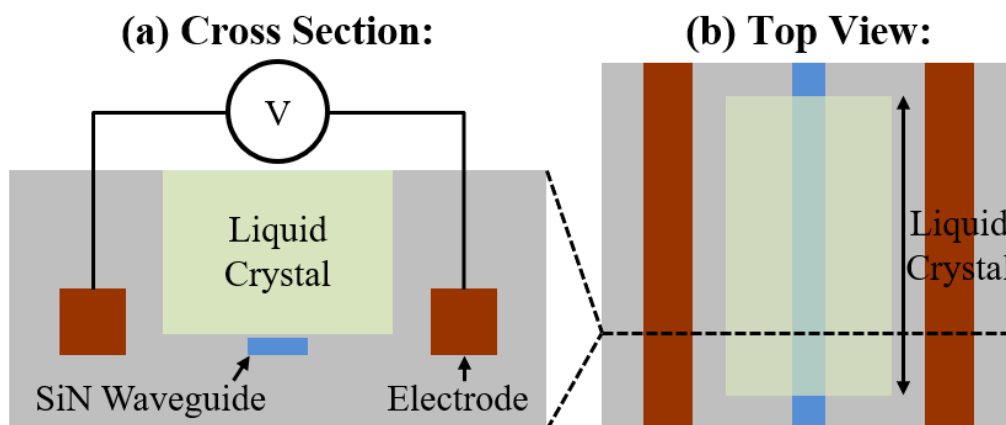 (a) Cross Section:
V
Liquid
Crystal
SiN Waveguide
Electrode
(b) Top View:
Liquid
Crystal